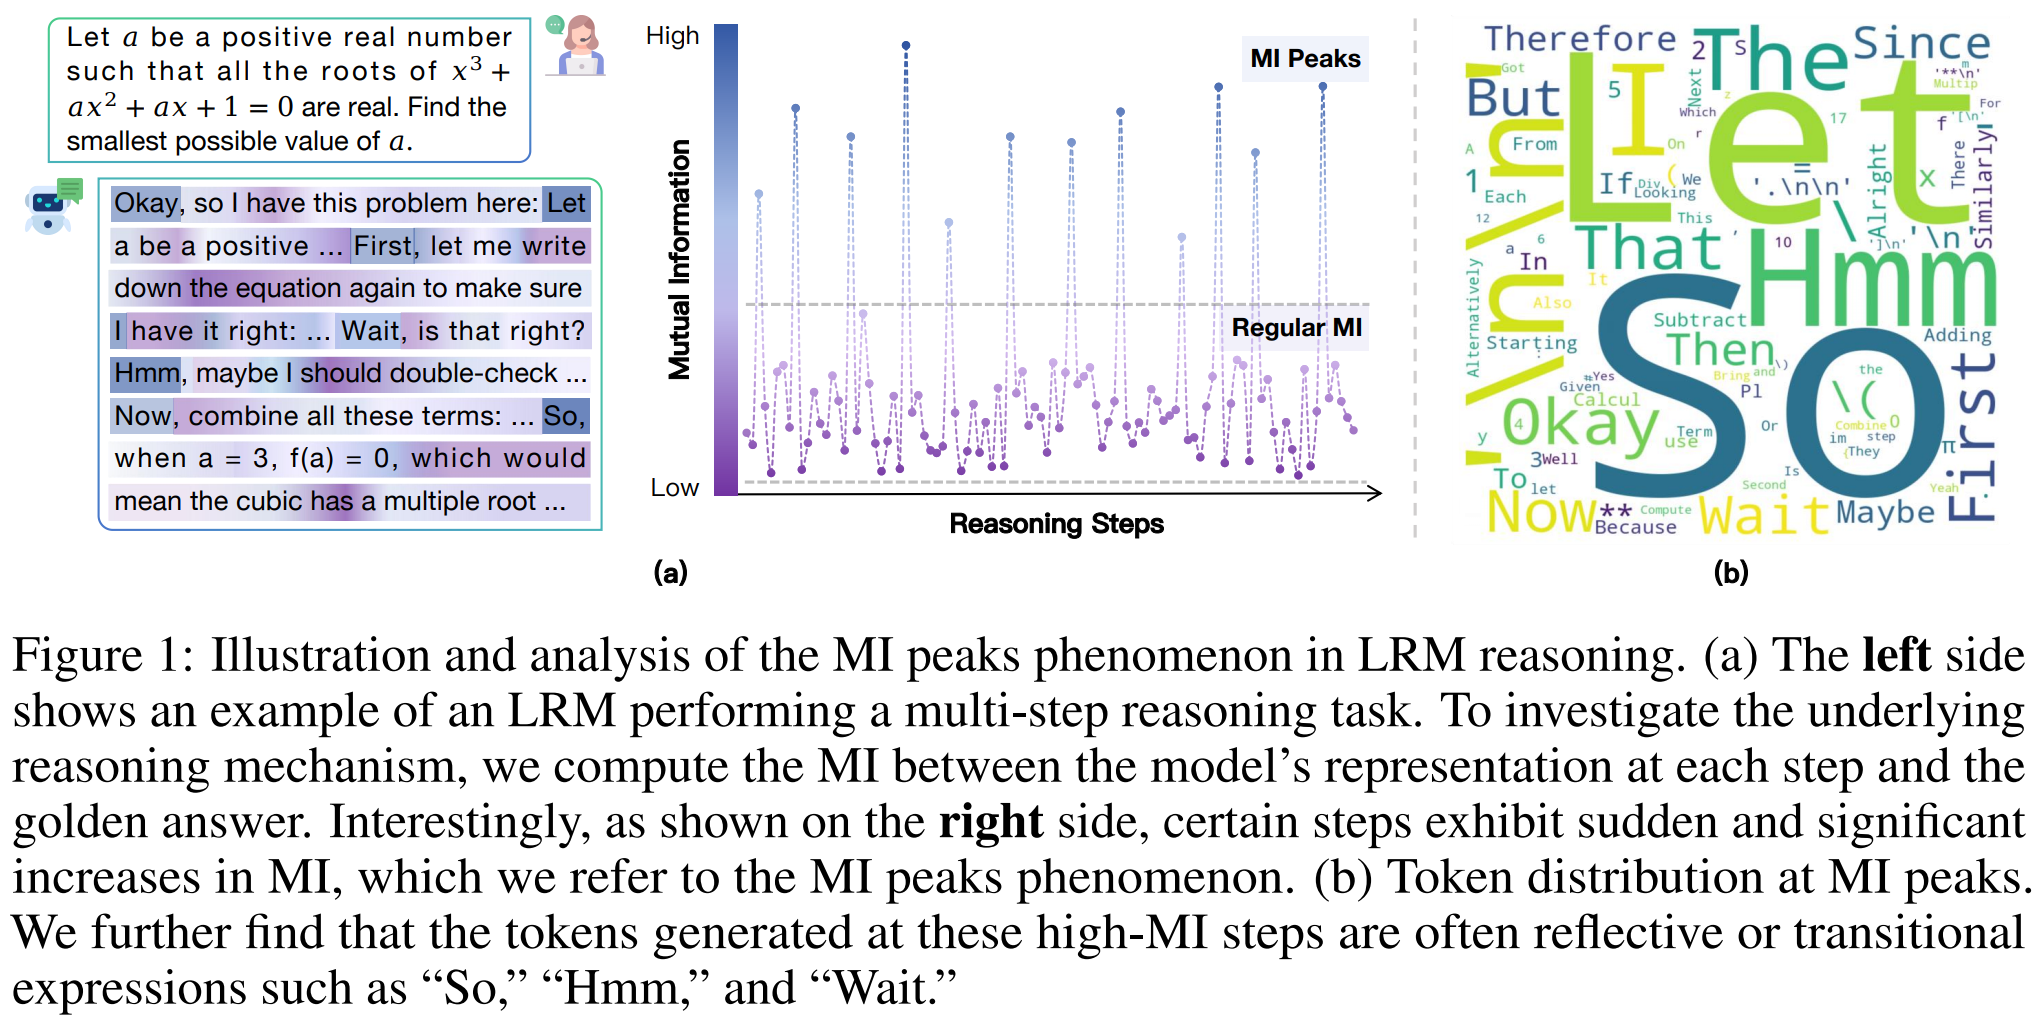 Let a be a positive real number
such that all the roots of x³ +
ax² + ax + 1 = 0 are real. Find the
smallest possible value of a.
Okay, so I have this problem here: Let
a be a positive ... First, let me write
down the equation again to make sure
I have it right: ... Wait, is that right?
Hmm, maybe I should double-check ...
Now, combine all these terms: ... So,
when a = 3, f(a) = 0, which would
mean the cubic has a multiple root ...
High
Mutual Information
Low
MI Peaks
Regular MI
Reasoning Steps
(a)
Therefore
2
S
The
Since
Got
But
5
I
Next
Which
z
r
m
'**\n'
Multip
For
'[\n'
f
17
Let
A
From
On
1
Each
If
Div
Looking
(
We
=
'.\n\n'
Alright
x
There
Similarly
12
This
\
'\n'
']\n'
a
6
In
That
'
10
Hmm
It
Also
'\n\n'
Alternatively
Starting
Subtract
Then
\)
Adding
Yes
Given
Bring
and
Calcul
Pl
the
\(
Okay
4
So
Combine
0
im
step
They
First
y
use
Term
Or
π
3
Well
To
let
Is
Second
Yeah
Now
**
Compute
Because
Wait
Maybe
(b)
Figure 1: Illustration and analysis of the MI peaks phenomenon in LRM reasoning. (a) The left side
shows an example of an LRM performing a multi-step reasoning task. To investigate the underlying
reasoning mechanism, we compute the MI between the model's representation at each step and the
golden answer. Interestingly, as shown on the right side, certain steps exhibit sudden and significant
increases in MI, which we refer to the MI peaks phenomenon. (b) Token distribution at MI peaks.
We further find that the tokens generated at these high-MI steps are often reflective or transitional
expressions such as “So,” “Hmm,” and “Wait.”